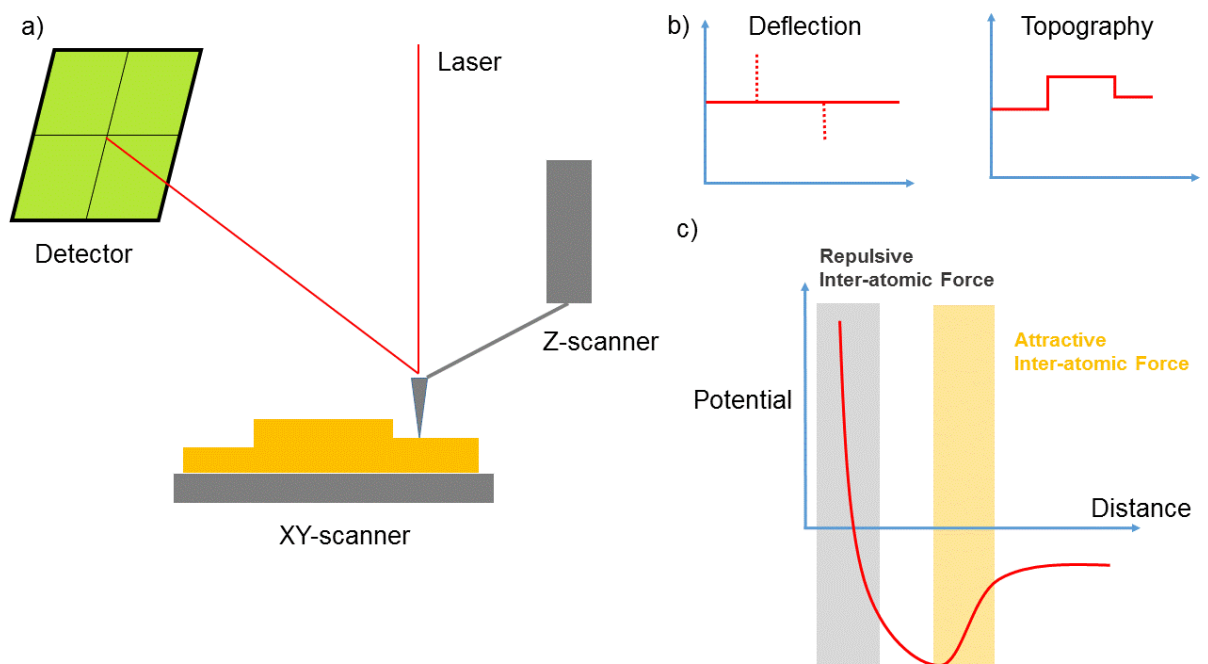 a)
Laser
Detector
Z-scanner
XY-scanner
b)
Deflection
Topography
c)
Repulsive
Inter-atomic Force
Attractive
Inter-atomic Force
Potential
Distance